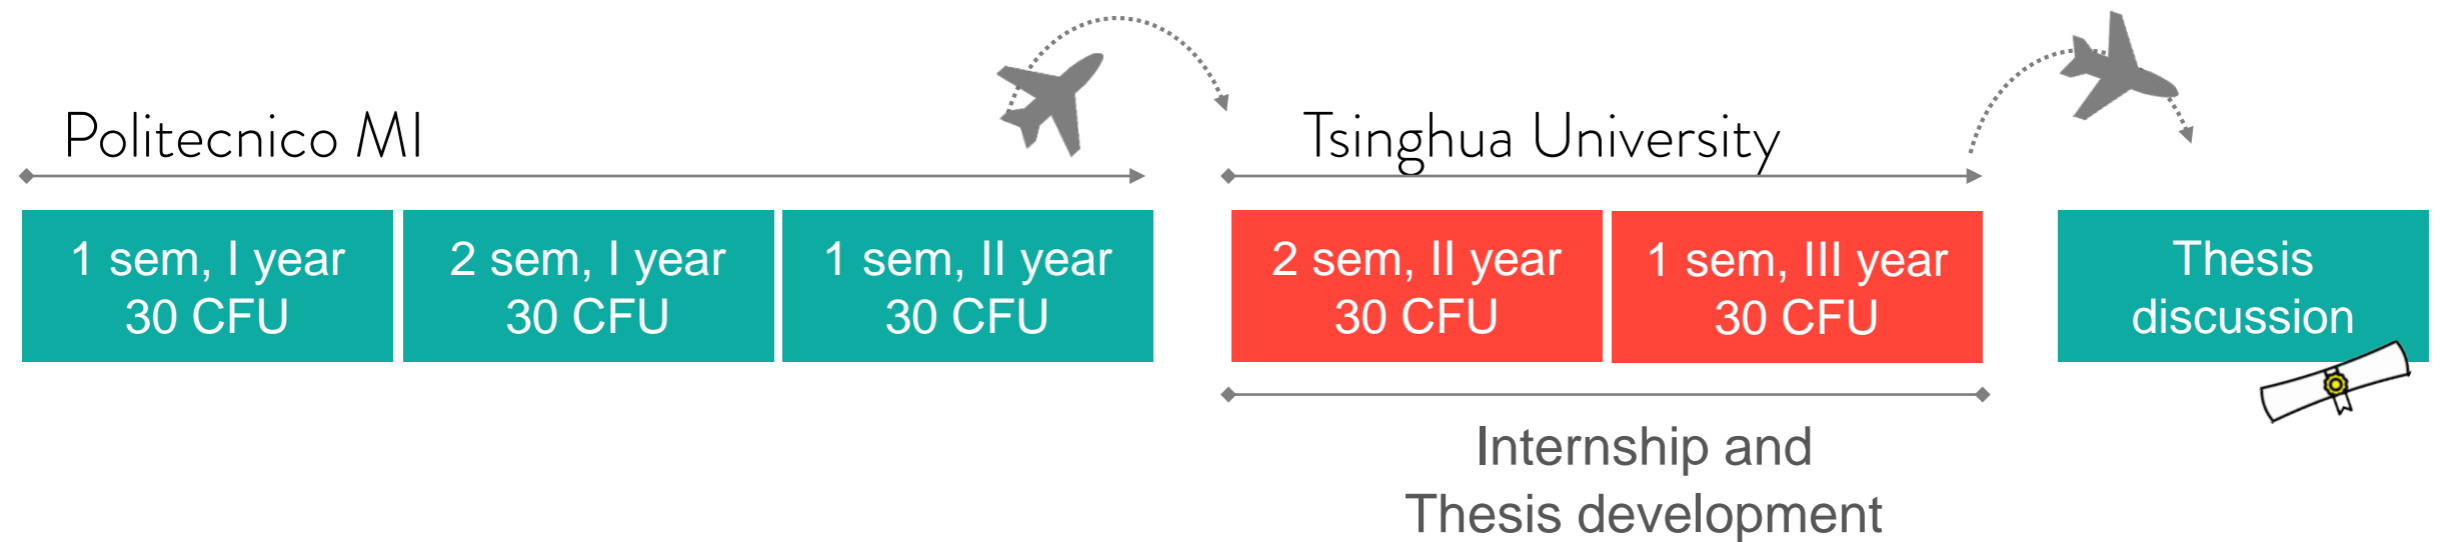 Politecnico MI
Tsinghua University
1 sem, I year
30 CFU
2 sem, I year
30 CFU
1 sem, II year
30 CFU
2 sem, II year
30 CFU
1 sem, III year
30 CFU
Thesis
discussion
Internship and
Thesis development